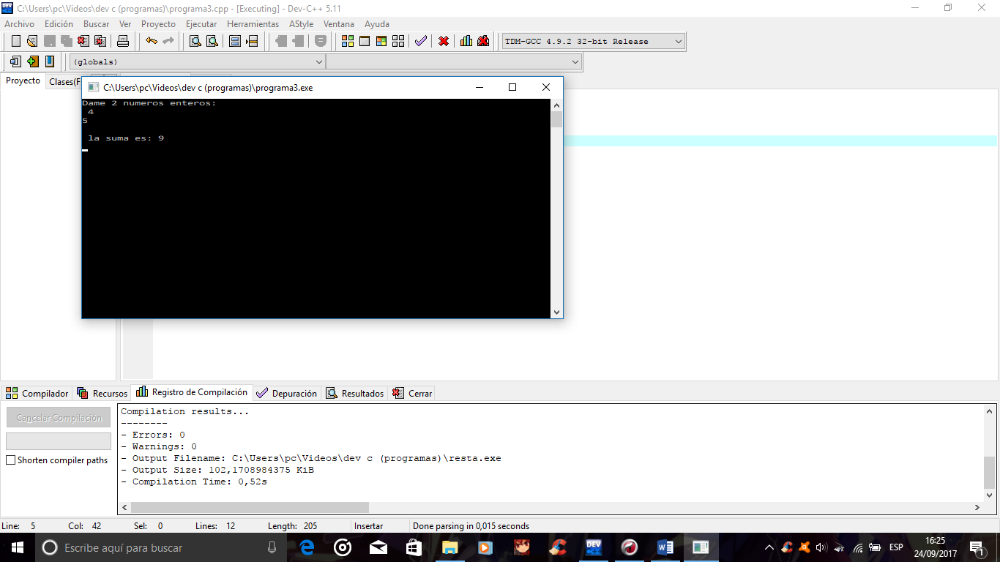 C:\Users\pc\Videos\dev c (programas)\programa3.cpp - [Executing] - Dev-C++ 5.11
Archivo Edición Buscar Ver Proyecto Ejecutar Herramientas AStyle Ventana Ayuda
TDM-GCC 4.9.2 32-bit Release
(globals)
Proyecto Clases(F
C:\Users\pc\Videos\dev c (programas)\programa3.exe
Dame 2 numeros enteros:
4
5
la suma es: 9
Compilador Recursos Registro de Compilación Depuración Resultados Cerrar
Cancelar Compilación
Shorten compiler paths
Compilation results...
--------
- Errors: 0
- Warnings: 0
- Output Filename: C:\Users\pc\Videos\dev c (programas)\resta.exe
- Output Size: 102,1708984375 KiB
- Compilation Time: 0,52s
Line: 5 Col: 42 Sel: 0 Lines: 12 Length: 205 Insertar Done parsing in 0,015 seconds
Escribe aquí para buscar
DEV
ESP
16:25
24/09/2017
1